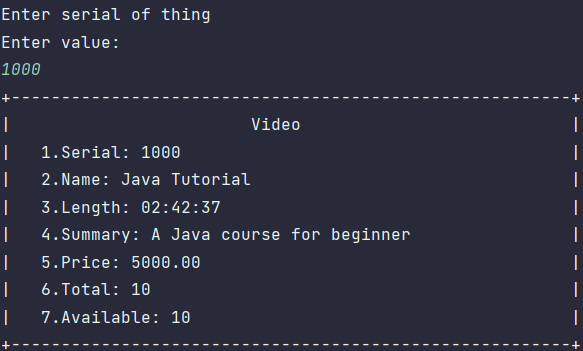 Enter serial of thing
Enter value:
1000
+--------------------------------------------------------+
|                        Video                           |
|   1.Serial: 1000                                       |
|   2.Name: Java Tutorial                                |
|   3.Length: 02:42:37                                   |
|   4.Summary: A Java course for beginner                |
|   5.Price: 5000.00                                     |
|   6.Total: 10                                          |
|   7.Available: 10                                      |
+--------------------------------------------------------+